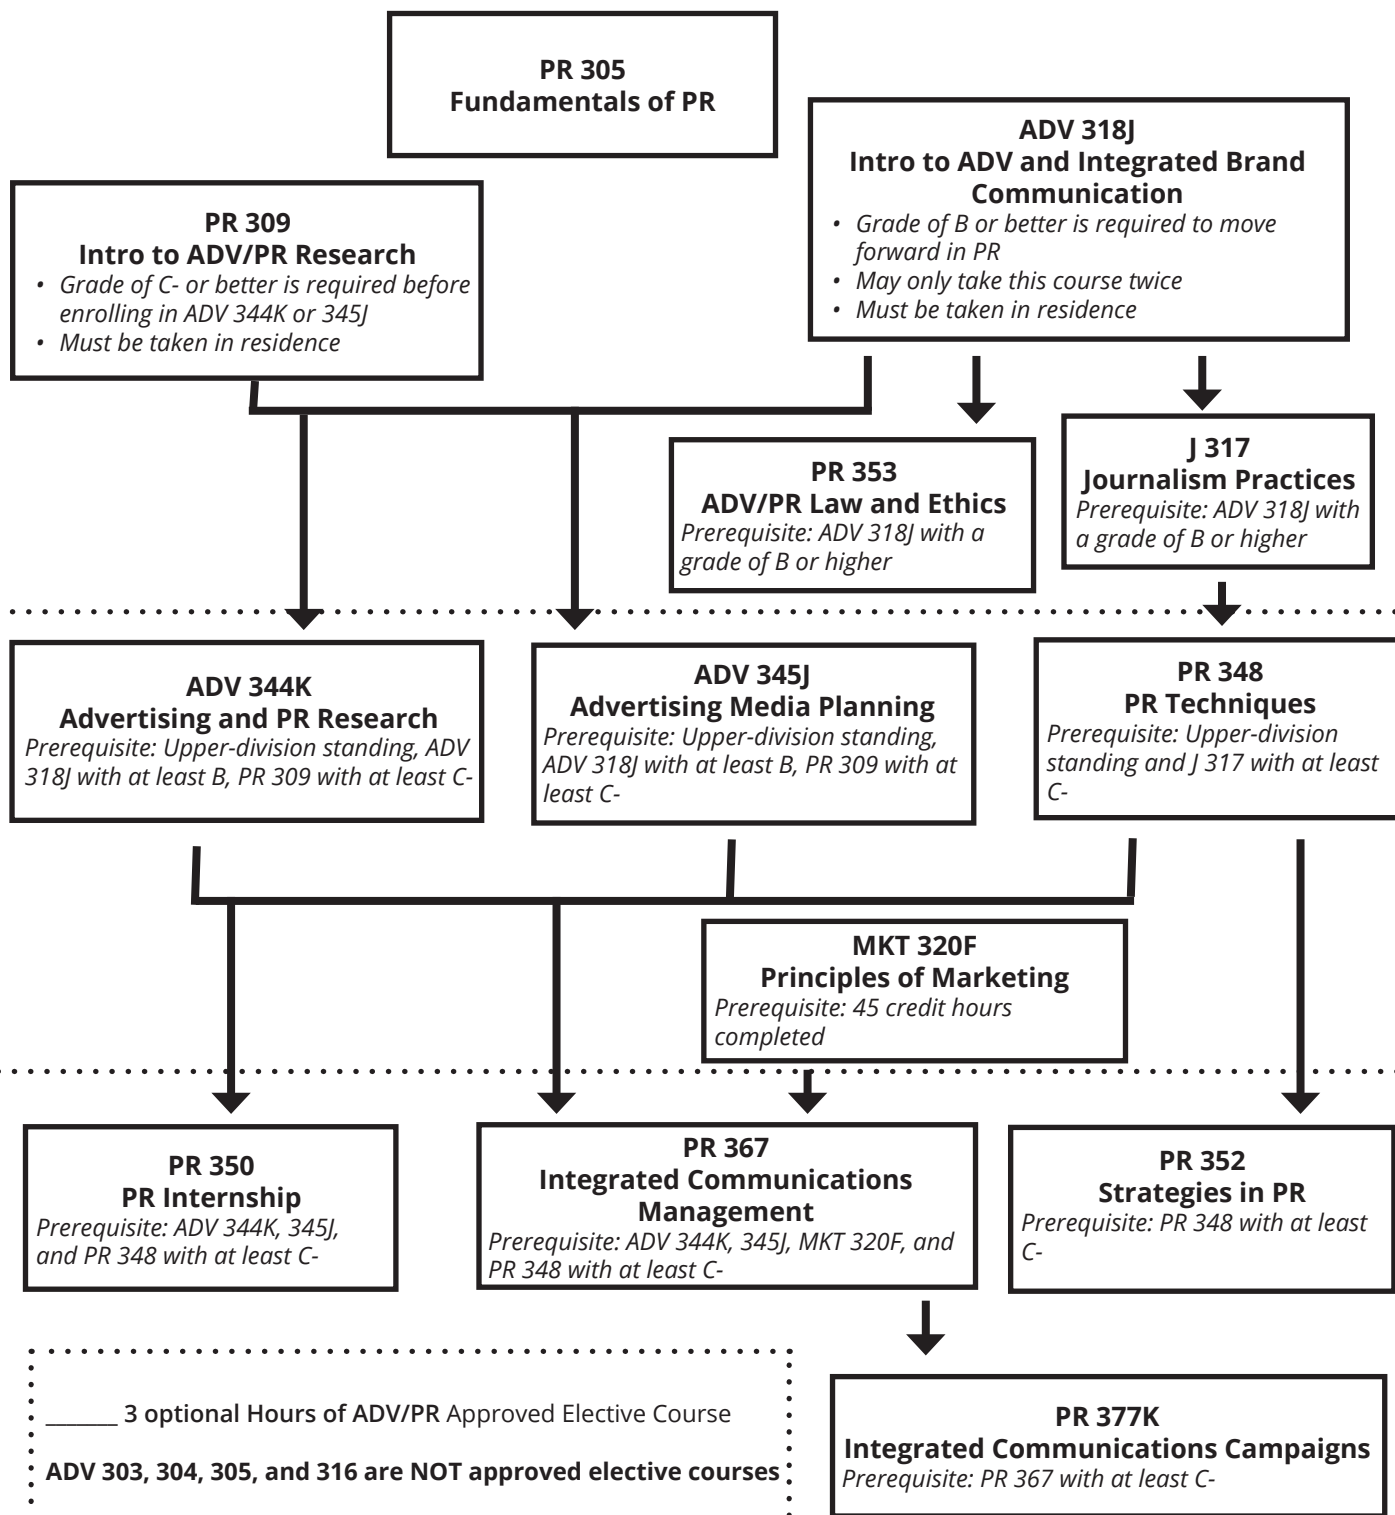 PR 305
Fundamentals of PR
ADV 318J
Intro to ADV and Integrated Brand
Communication
• Grade of B or better is required to move
forward in PR
• May only take this course twice
• Must be taken in residence
PR 309
Intro to ADV/PR Research
• Grade of C- or better is required before
enrolling in ADV 344K or 345J
• Must be taken in residence
PR 353
ADV/PR Law and Ethics
Prerequisite: ADV 318J with a
grade of B or higher
J 317
Journalism Practices
Prerequisite: ADV 318J with
a grade of B or higher
ADV 344K
Advertising and PR Research
Prerequisite: Upper-division standing, ADV
318J with at least B, PR 309 with at least C-
ADV 345J
Advertising Media Planning
Prerequisite: Upper-division standing,
ADV 318J with at least B, PR 309 with at
least C-
PR 348
PR Techniques
Prerequisite: Upper-division
standing and J 317 with at least
C-
MKT 320F
Principles of Marketing
Prerequisite: 45 credit hours
completed
PR 350
PR Internship
Prerequisite: ADV 344K, 345J,
and PR 348 with at least C-
PR 367
Integrated Communications
Management
Prerequisite: ADV 344K, 345J, MKT 320F, and
PR 348 with at least C-
PR 352
Strategies in PR
Prerequisite: PR 348 with at least
C-
______ 3 optional Hours of ADV/PR Approved Elective Course
ADV 303, 304, 305, and 316 are NOT approved elective courses
PR 377K
Integrated Communications Campaigns
Prerequisite: PR 367 with at least C-